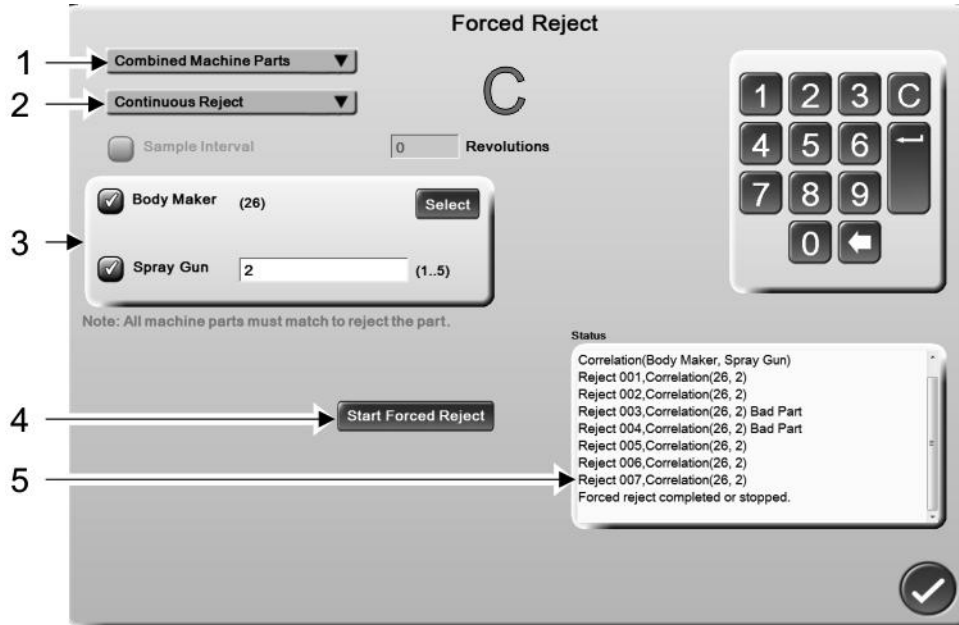 Forced Reject
1
Combined Machine Parts
2
Continuous Reject
C
Sample Interval
0
Revolutions
3
Body Maker (26)
Select
Spray Gun
2
(1..5)
Note: All machine parts must match to reject the part.
4
Start Forced Reject
5
1 2 3 C
4 5 6
7 8 9
0
Status
Correlation(Body Maker, Spray Gun)
Reject 001,Correlation(26, 2)
Reject 002,Correlation(26, 2)
Reject 003,Correlation(26, 2) Bad Part
Reject 004,Correlation(26, 2) Bad Part
Reject 005,Correlation(26, 2)
Reject 006,Correlation(26, 2)
Reject 007,Correlation(26, 2)
Forced reject completed or stopped.